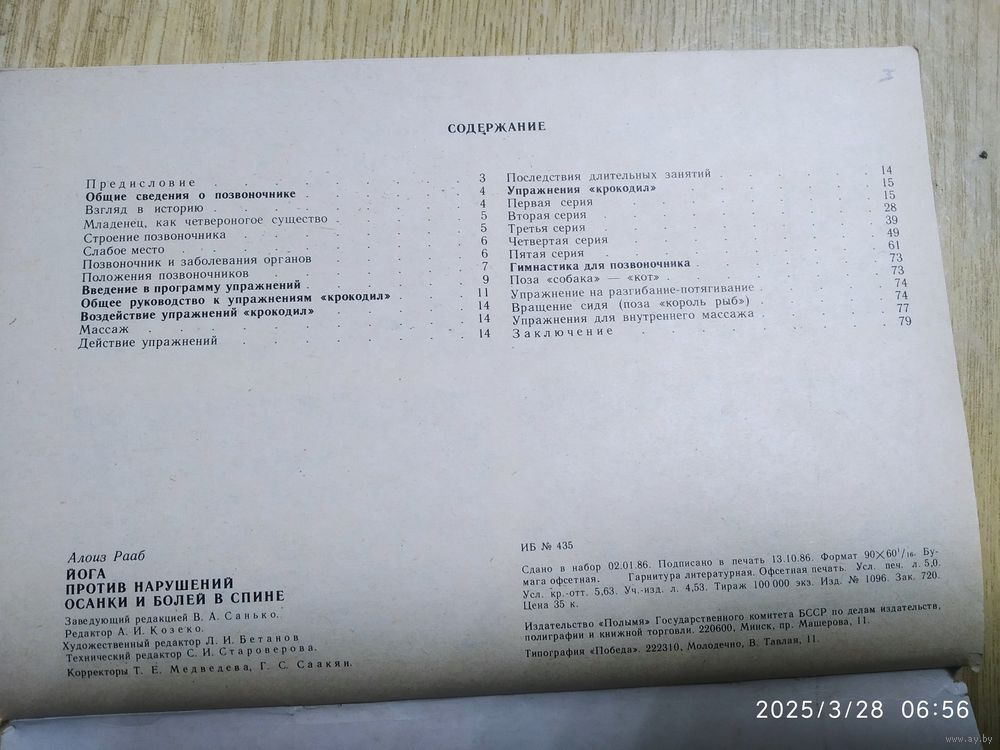 СОДЕРЖАНИЕ
Предисловие 3
Общие сведения о позвоночнике 4
Взгляд в историю 4
Младенец, как четвероногое существо 5
Строение позвоночника 5
Слабое место 6
Позвоночник и заболевания органов 6
Положения позвоночников 7
Введение в программу упражнений 9
Общее руководство к упражнениям «крокодил» 11
Воздействие упражнений «крокодил» 14
Массаж 14
Действие упражнений 14
Последствия длительных занятий 14
Упражнения «крокодил» 15
Первая серия 15
Вторая серия 28
Третья серия 39
Четвертая серия 49
Пятая серия 61
Гимнастика для позвоночника 73
Поза «собака» — «кот» 73
Упражнение на разгибание-потягивание 74
Вращение сидя (поза «король рыб») 74
Упражнения для внутреннего массажа 77
Заключение 79
Алоиз Рааб
ЙОГА
ПРОТИВ НАРУШЕНИЙ
ОСАНКИ И БОЛЕЙ В СПИНЕ
Заведующий редакцией В. А. Санько.
Редактор А. И. Козеко.
Художественный редактор Л. И. Бетанов
Технический редактор С. И. Староверова.
Корректоры Т. Е. Медведева, Г. С. Саакян.
ИБ № 435
Сдано в набор 02.01.86. Подписано в печать 13.10.86. Формат 90×60¹/₁₆. Бу-
мага офсетная. Гарнитура литературная. Офсетная печать. Усл. печ. л. 5,0.
Усл. кр.-отт. 5,63. Уч.-изд. л. 4,53. Тираж 100 000 экз. Изд. № 1096. Зак. 720.
Цена 35 к.
Издательство «Полымя» Государственного комитета БССР по делам издательств,
полиграфии и книжной торговли. 220600, Минск, пр. Машерова, 11.
Типография «Победа». 222310, Молодечно, В. Тавлая, 11.
2025/3/28 06:56
www.ay.by